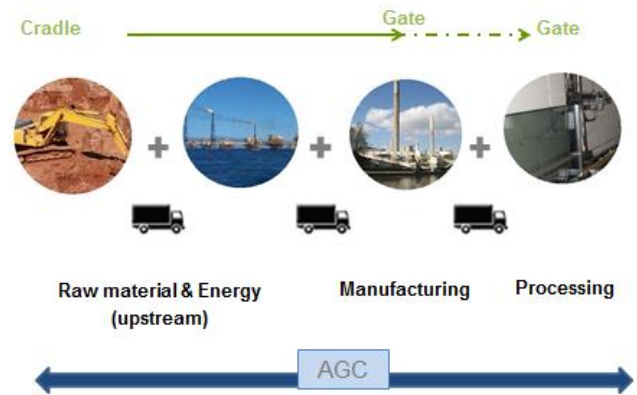 Cradle
Gate
Gate
Raw material & Energy
(upstream)
Manufacturing
Processing
AGC